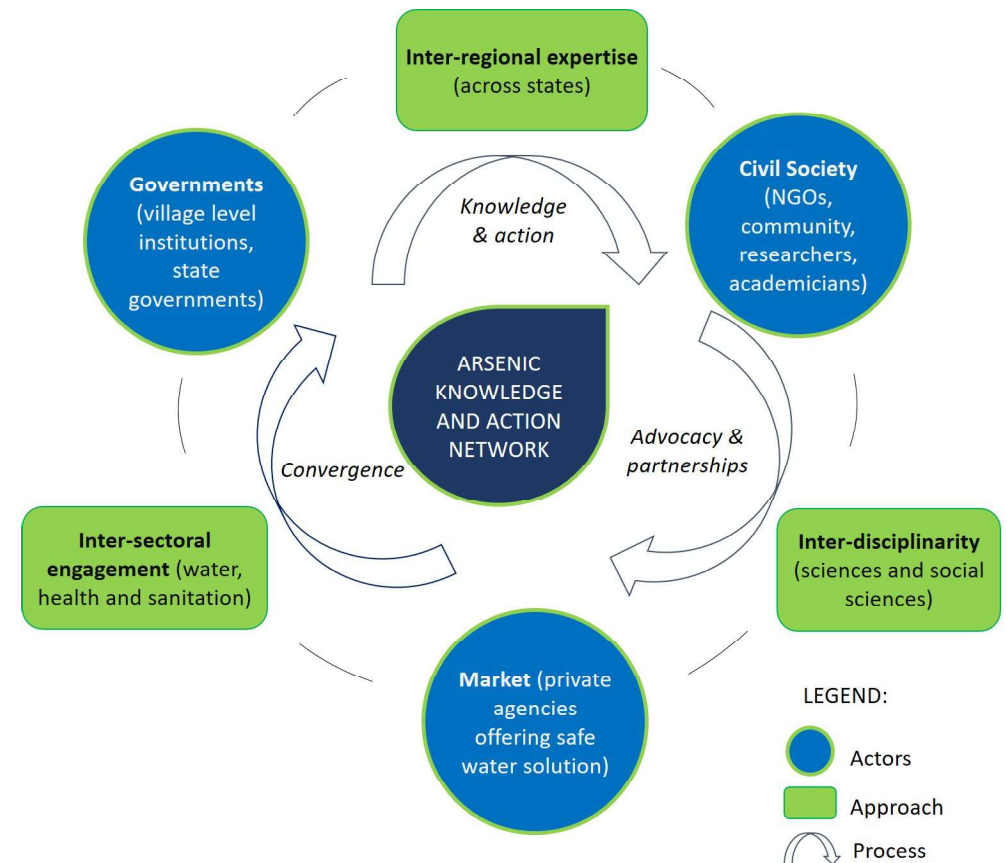 Inter-regional expertise
(across states)
Governments
(village level
institutions,
state
governments)
Civil Society
(NGOs,
community,
researchers,
academicians)
Knowledge
& action
ARSENIC
KNOWLEDGE
AND ACTION
NETWORK
Advocacy &
partnerships
Convergence
Inter-sectoral
engagement (water,
health and sanitation)
Inter-disciplinarity
(sciences and social
sciences)
Market (private
agencies
offering safe
water solution)
LEGEND:
Actors
Approach
Process